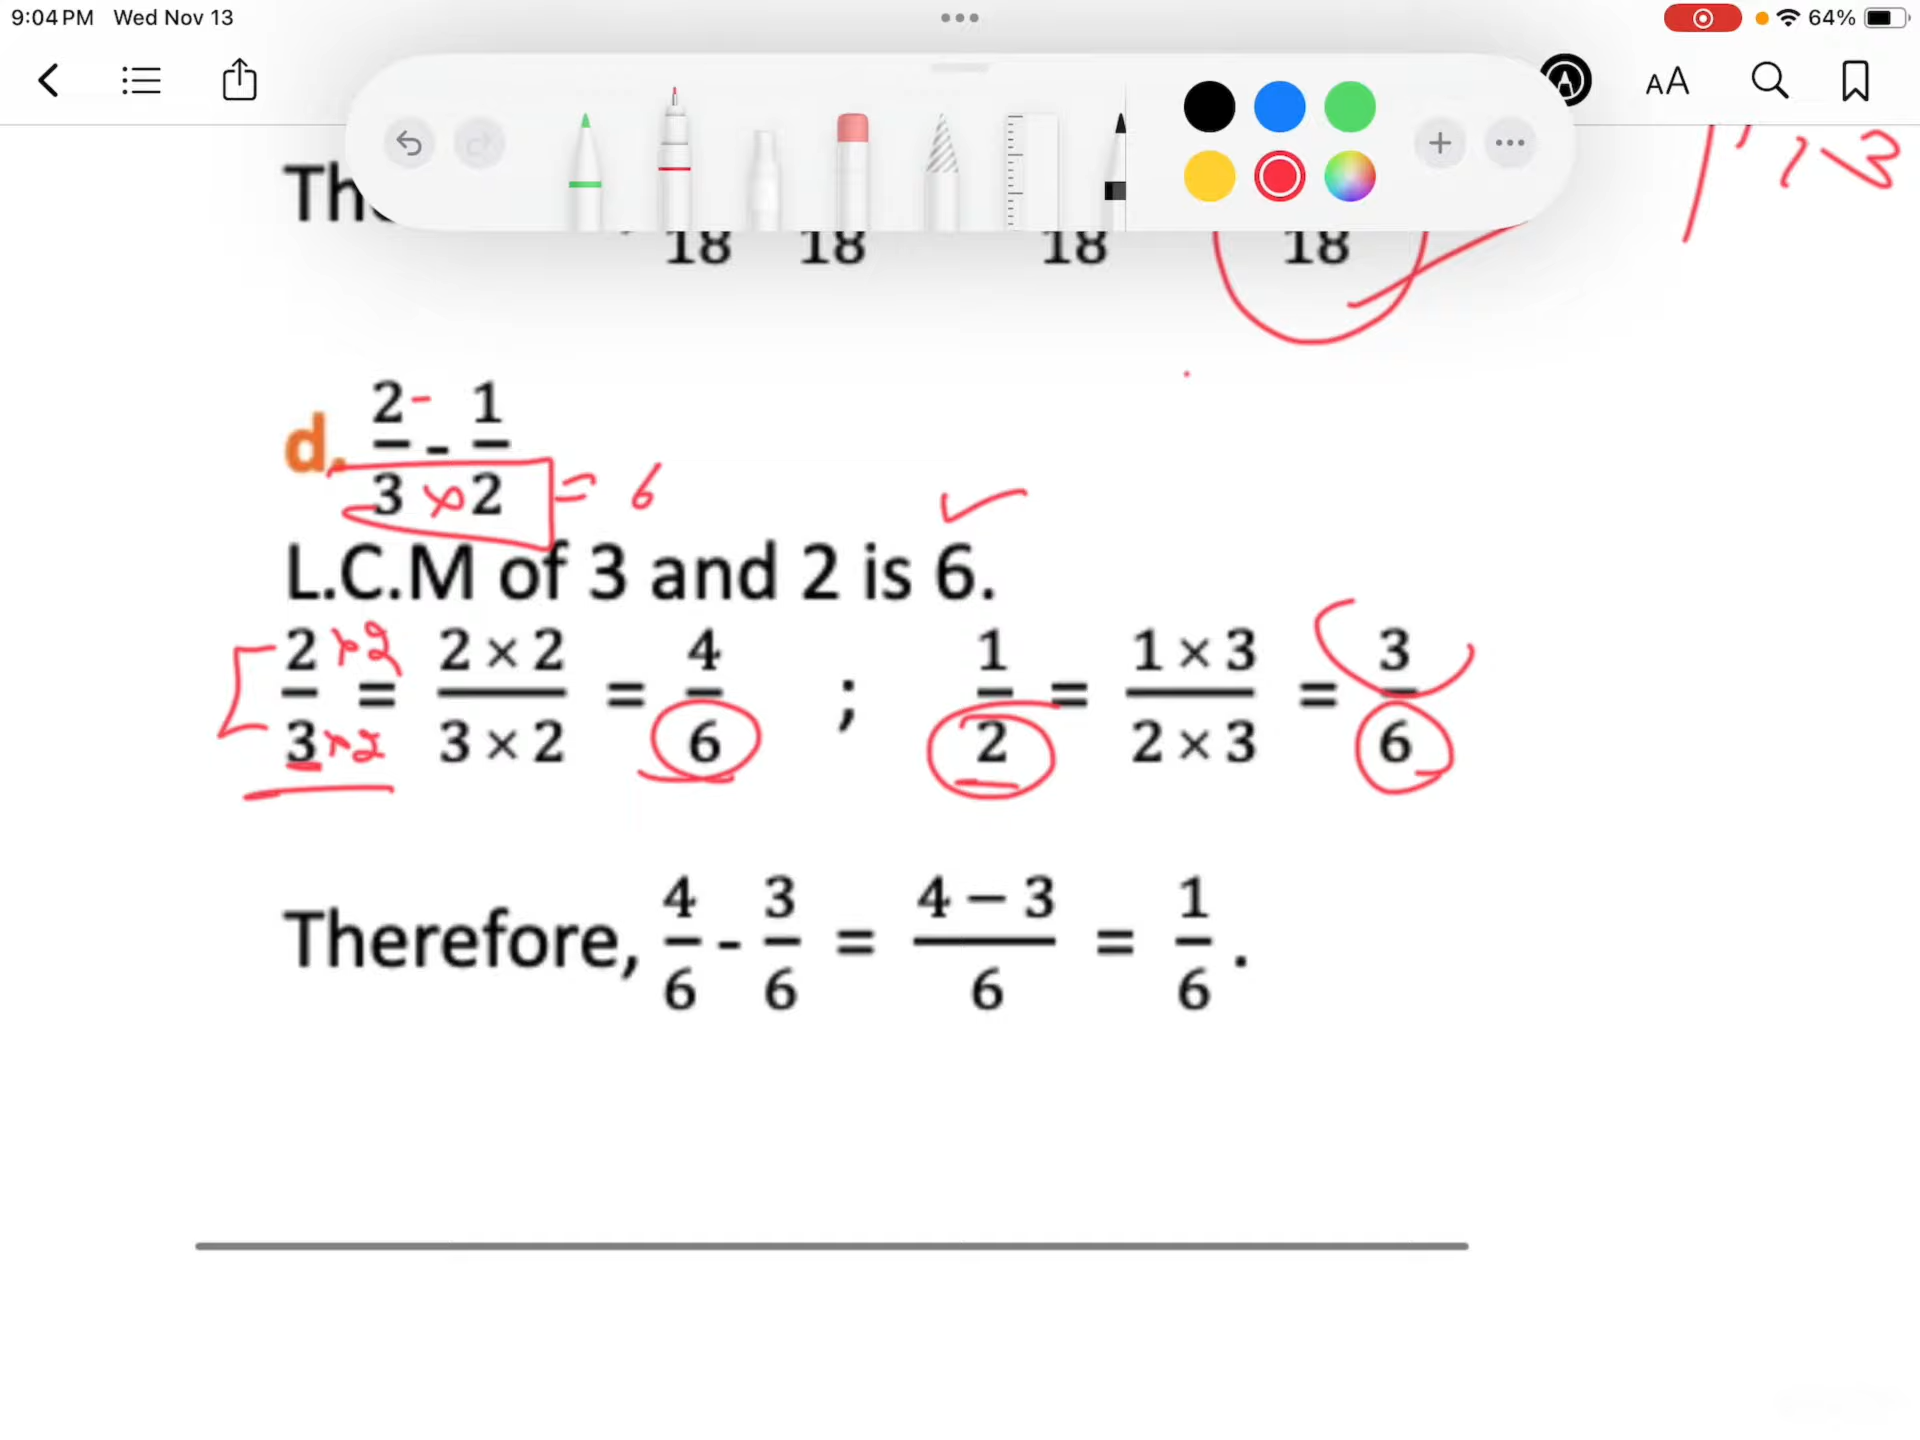 9:04 PM Wed Nov 13
64%
AA
Th
18 18 18 18
d. 2/3 - 1/2
- × = 6
L.C.M of 3 and 2 is 6.
2/3 ×2/×2 = 2 × 2/3 × 2 = 4/6 ; 1/2 = 1 × 3/2 × 3 = 3/6
Therefore, 4/6 - 3/6 = 4 − 3/6 = 1/6 .